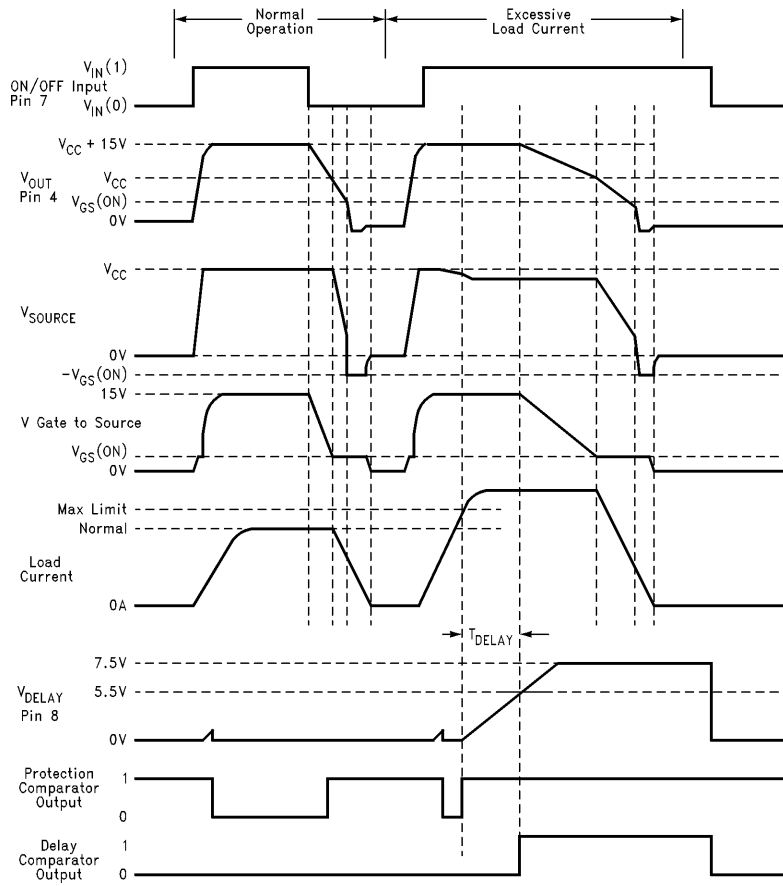 Normal
Operation
Excessive
Load Current
ON/OFF Input
Pin 7
V_IN(1)
V_IN(0)
V_OUT
Pin 4
V_CC + 15V
V_CC
V_GS(ON)
0V
V_SOURCE
V_CC
0V
-V_GS(ON)
V Gate to Source
15V
V_GS(ON)
0V
Load
Current
Max Limit
Normal
0A
T_DELAY
V_DELAY
Pin 8
7.5V
5.5V
0V
Protection
Comparator
Output
1
0
Delay
Comparator
Output
1
0